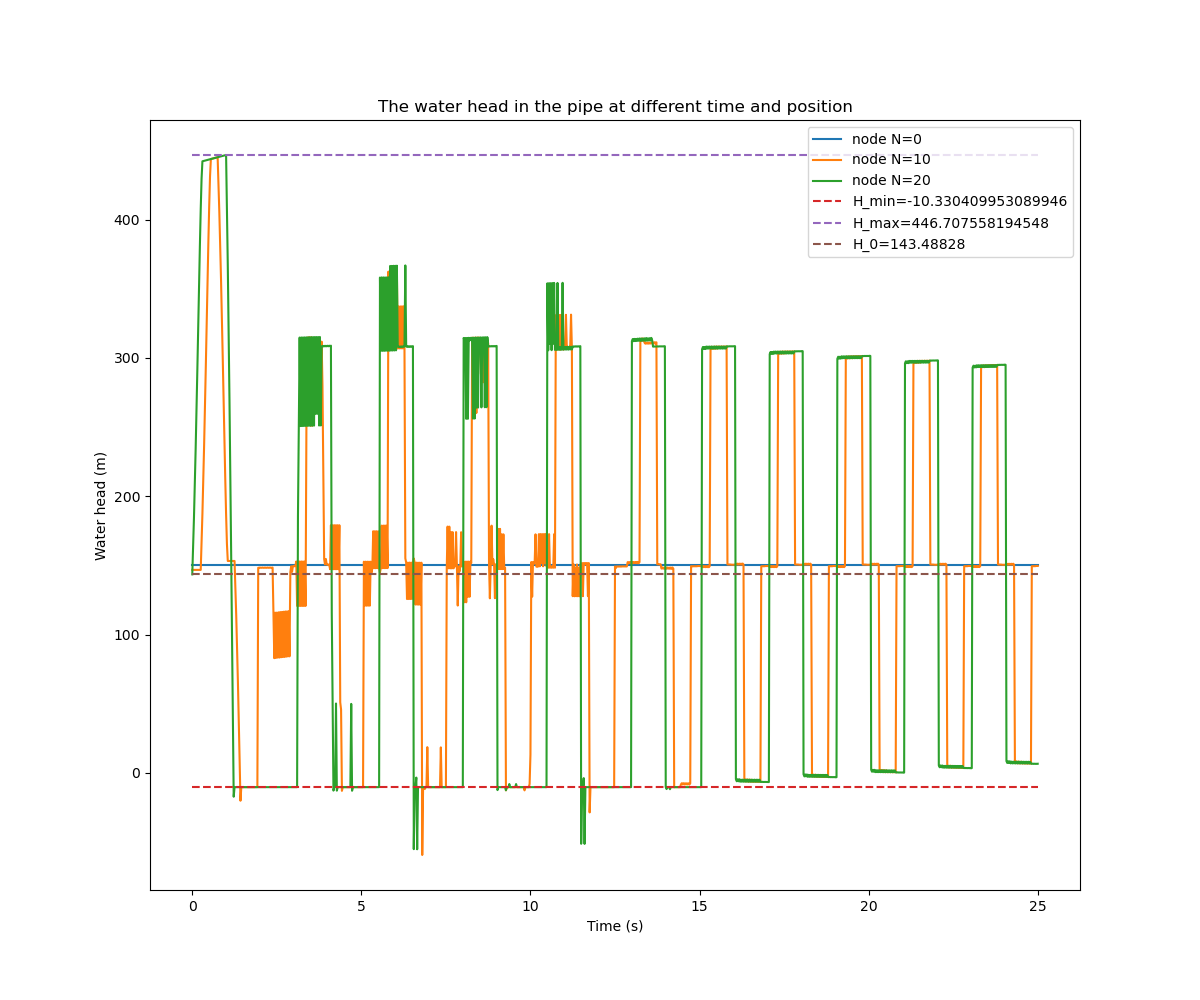 The water head in the pipe at different time and position
node N=0
node N=10
node N=20
H_min=-10.330409953089946
H_max=446.707558194548
H_0=143.48828
400
300
200
100
0
Water head (m)
0 5 10 15 20 25
Time (s)